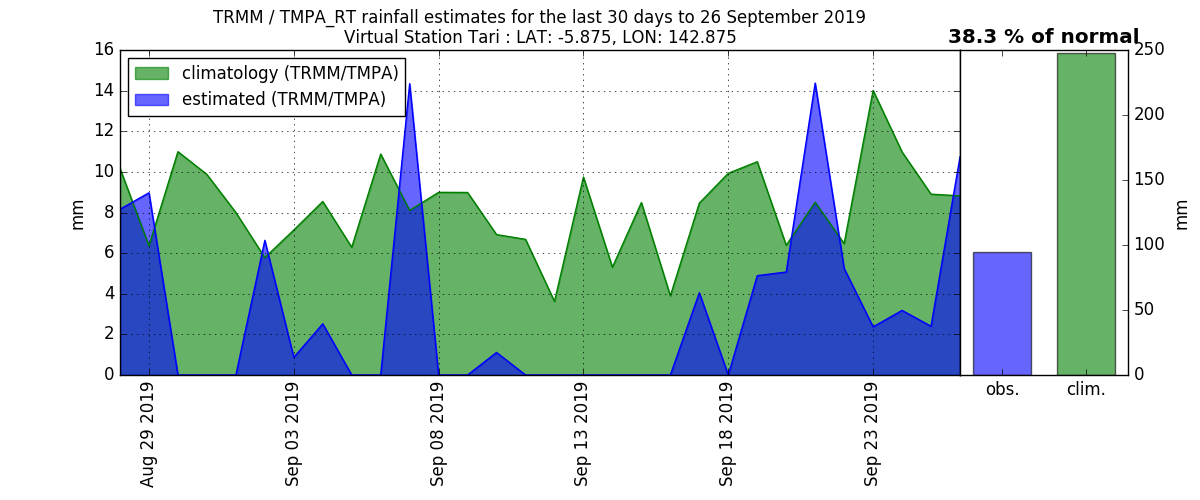 TRMM / TMPA_RT rainfall estimates for the last 30 days to 26 September 2019
Virtual Station Tari : LAT: -5.875, LON: 142.875
38.3 % of normal
climatology (TRMM/TMPA)
estimated (TRMM/TMPA)
16
14
12
10
8
6
4
2
0
mm
Aug 29 2019
Sep 03 2019
Sep 08 2019
Sep 13 2019
Sep 18 2019
Sep 23 2019
obs.
clim.
250
200
150
100
50
0
mm